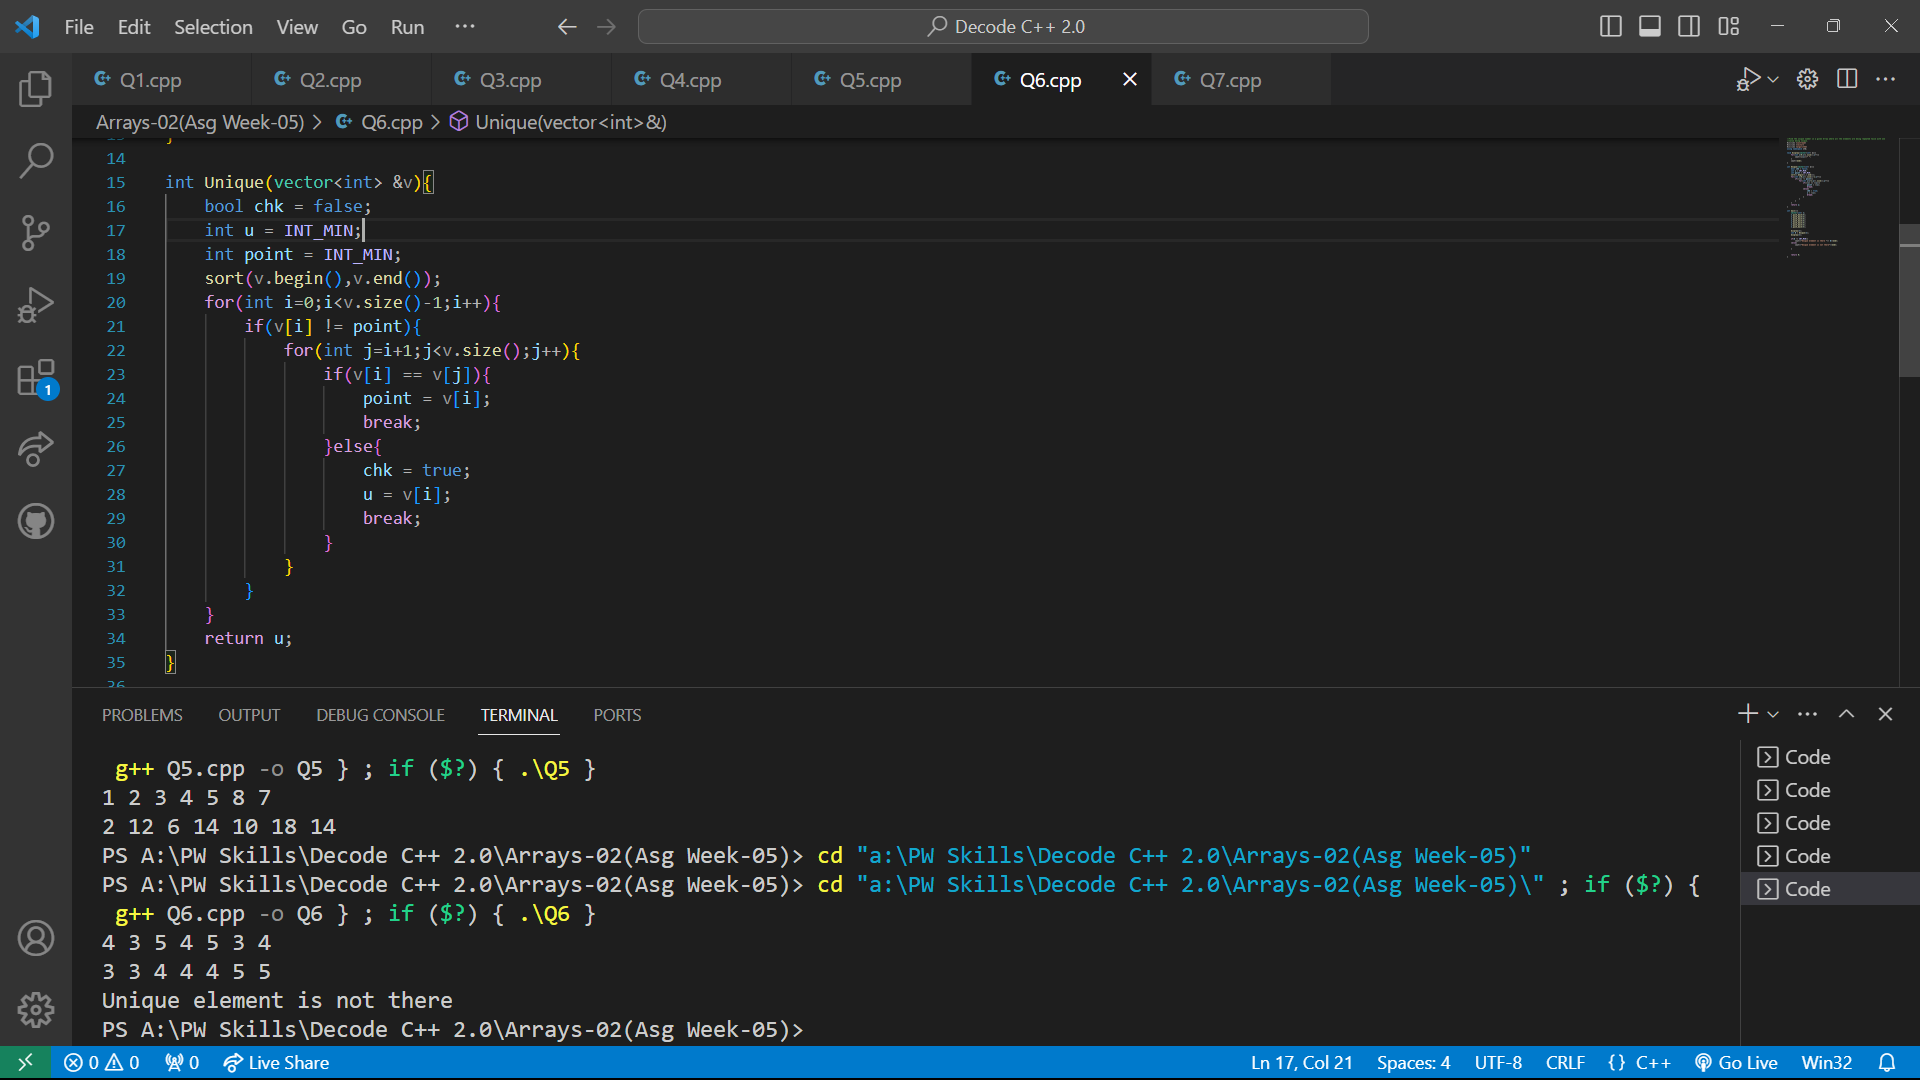 File Edit Selection View Go Run ··· Decode C++ 2.0
Q1.cpp Q2.cpp Q3.cpp Q4.cpp Q5.cpp Q6.cpp Q7.cpp
Arrays-02(Asg Week-05) > Q6.cpp > Unique(vector<int>&)
14
15 int Unique(vector<int> &v){
16 bool chk = false;
17 int u = INT_MIN;
18 int point = INT_MIN;
19 sort(v.begin(),v.end());
20 for(int i=0;i<v.size()-1;i++){
21 if(v[i] != point){
22 for(int j=i+1;j<v.size();j++){
23 if(v[i] == v[j]){
24 point = v[i];
25 break;
26 }else{
27 chk = true;
28 u = v[i];
29 break;
30 }
31 }
32 }
33 }
34 return u;
35 }
36
1
PROBLEMS OUTPUT DEBUG CONSOLE TERMINAL PORTS
g++ Q5.cpp -o Q5 } ; if ($?) { .\Q5 }
1 2 3 4 5 8 7
2 12 6 14 10 18 14
PS A:\PW Skills\Decode C++ 2.0\Arrays-02(Asg Week-05)> cd "a:\PW Skills\Decode C++ 2.0\Arrays-02(Asg Week-05)"
PS A:\PW Skills\Decode C++ 2.0\Arrays-02(Asg Week-05)> cd "a:\PW Skills\Decode C++ 2.0\Arrays-02(Asg Week-05)\" ; if ($?) {
g++ Q6.cpp -o Q6 } ; if ($?) { .\Q6 }
4 3 5 4 5 3 4
3 3 4 4 4 5 5
Unique element is not there
PS A:\PW Skills\Decode C++ 2.0\Arrays-02(Asg Week-05)>
Code
Code
Code
Code
Code
0 0 0 Live Share Ln 17, Col 21 Spaces: 4 UTF-8 CRLF {} C++ Go Live Win32